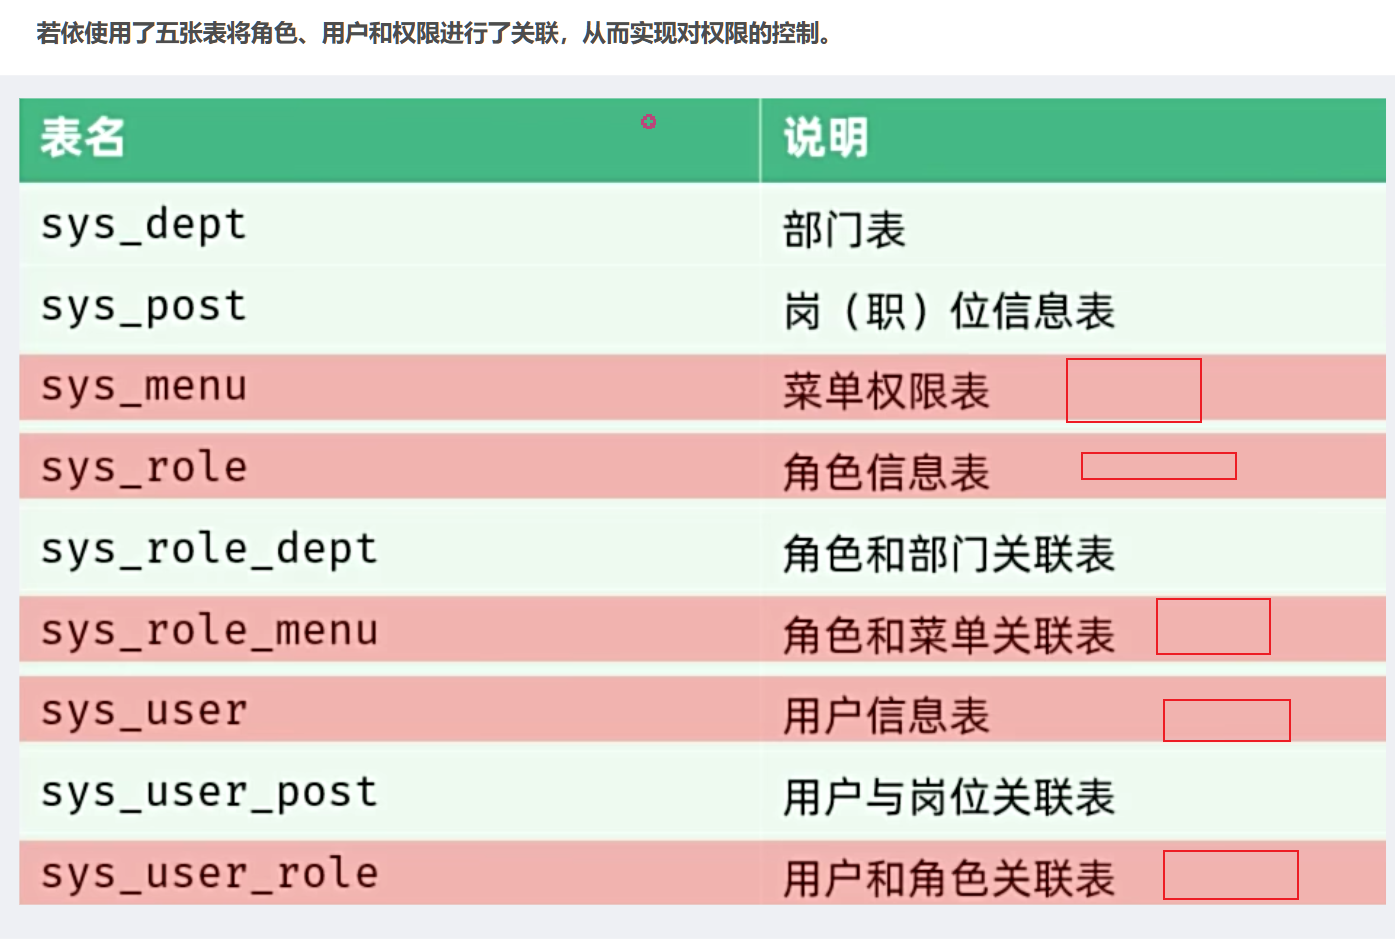 若依使用了五张表将角色、用户和权限进行了关联，从而实现对权限的控制。
表名 说明
sys_dept 部门表
sys_post 岗（职）位信息表
sys_menu 菜单权限表
sys_role 角色信息表
sys_role_dept 角色和部门关联表
sys_role_menu 角色和菜单关联表
sys_user 用户信息表
sys_user_post 用户与岗位关联表
sys_user_role 用户和角色关联表